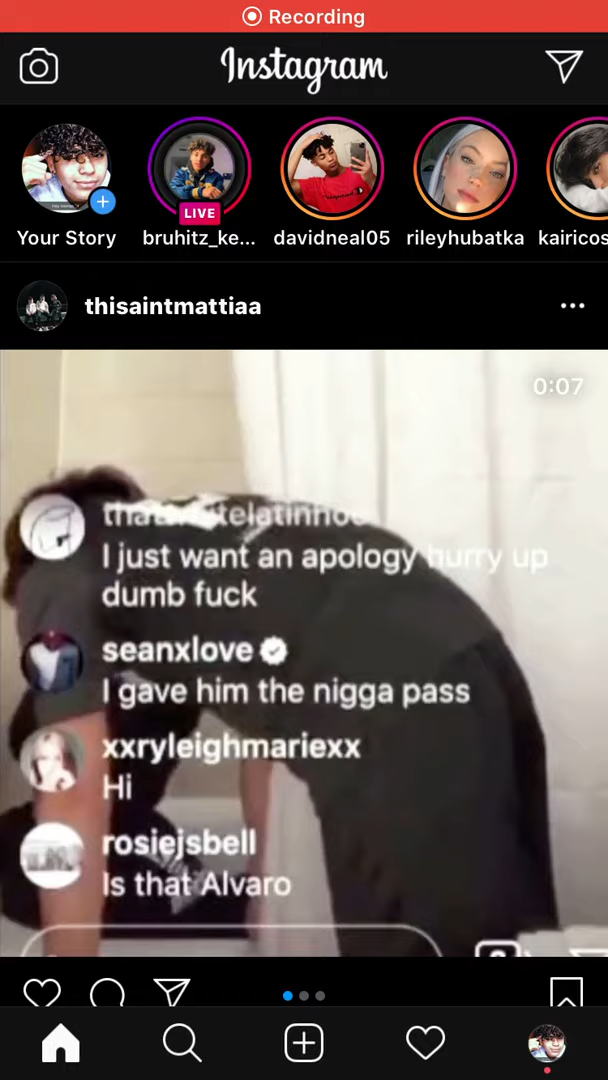 Recording
Instagram
LIVE
Your Story
bruhitz_ke...
davidneal05
rileyhubatka
kairicos
thisaintmattiaa
0:07
I just want an apology hurry up
dumb fuck
seanxlove
I gave him the nigga pass
xxryleighmariexx
Hi
rosiejsbell
Is that Alvaro